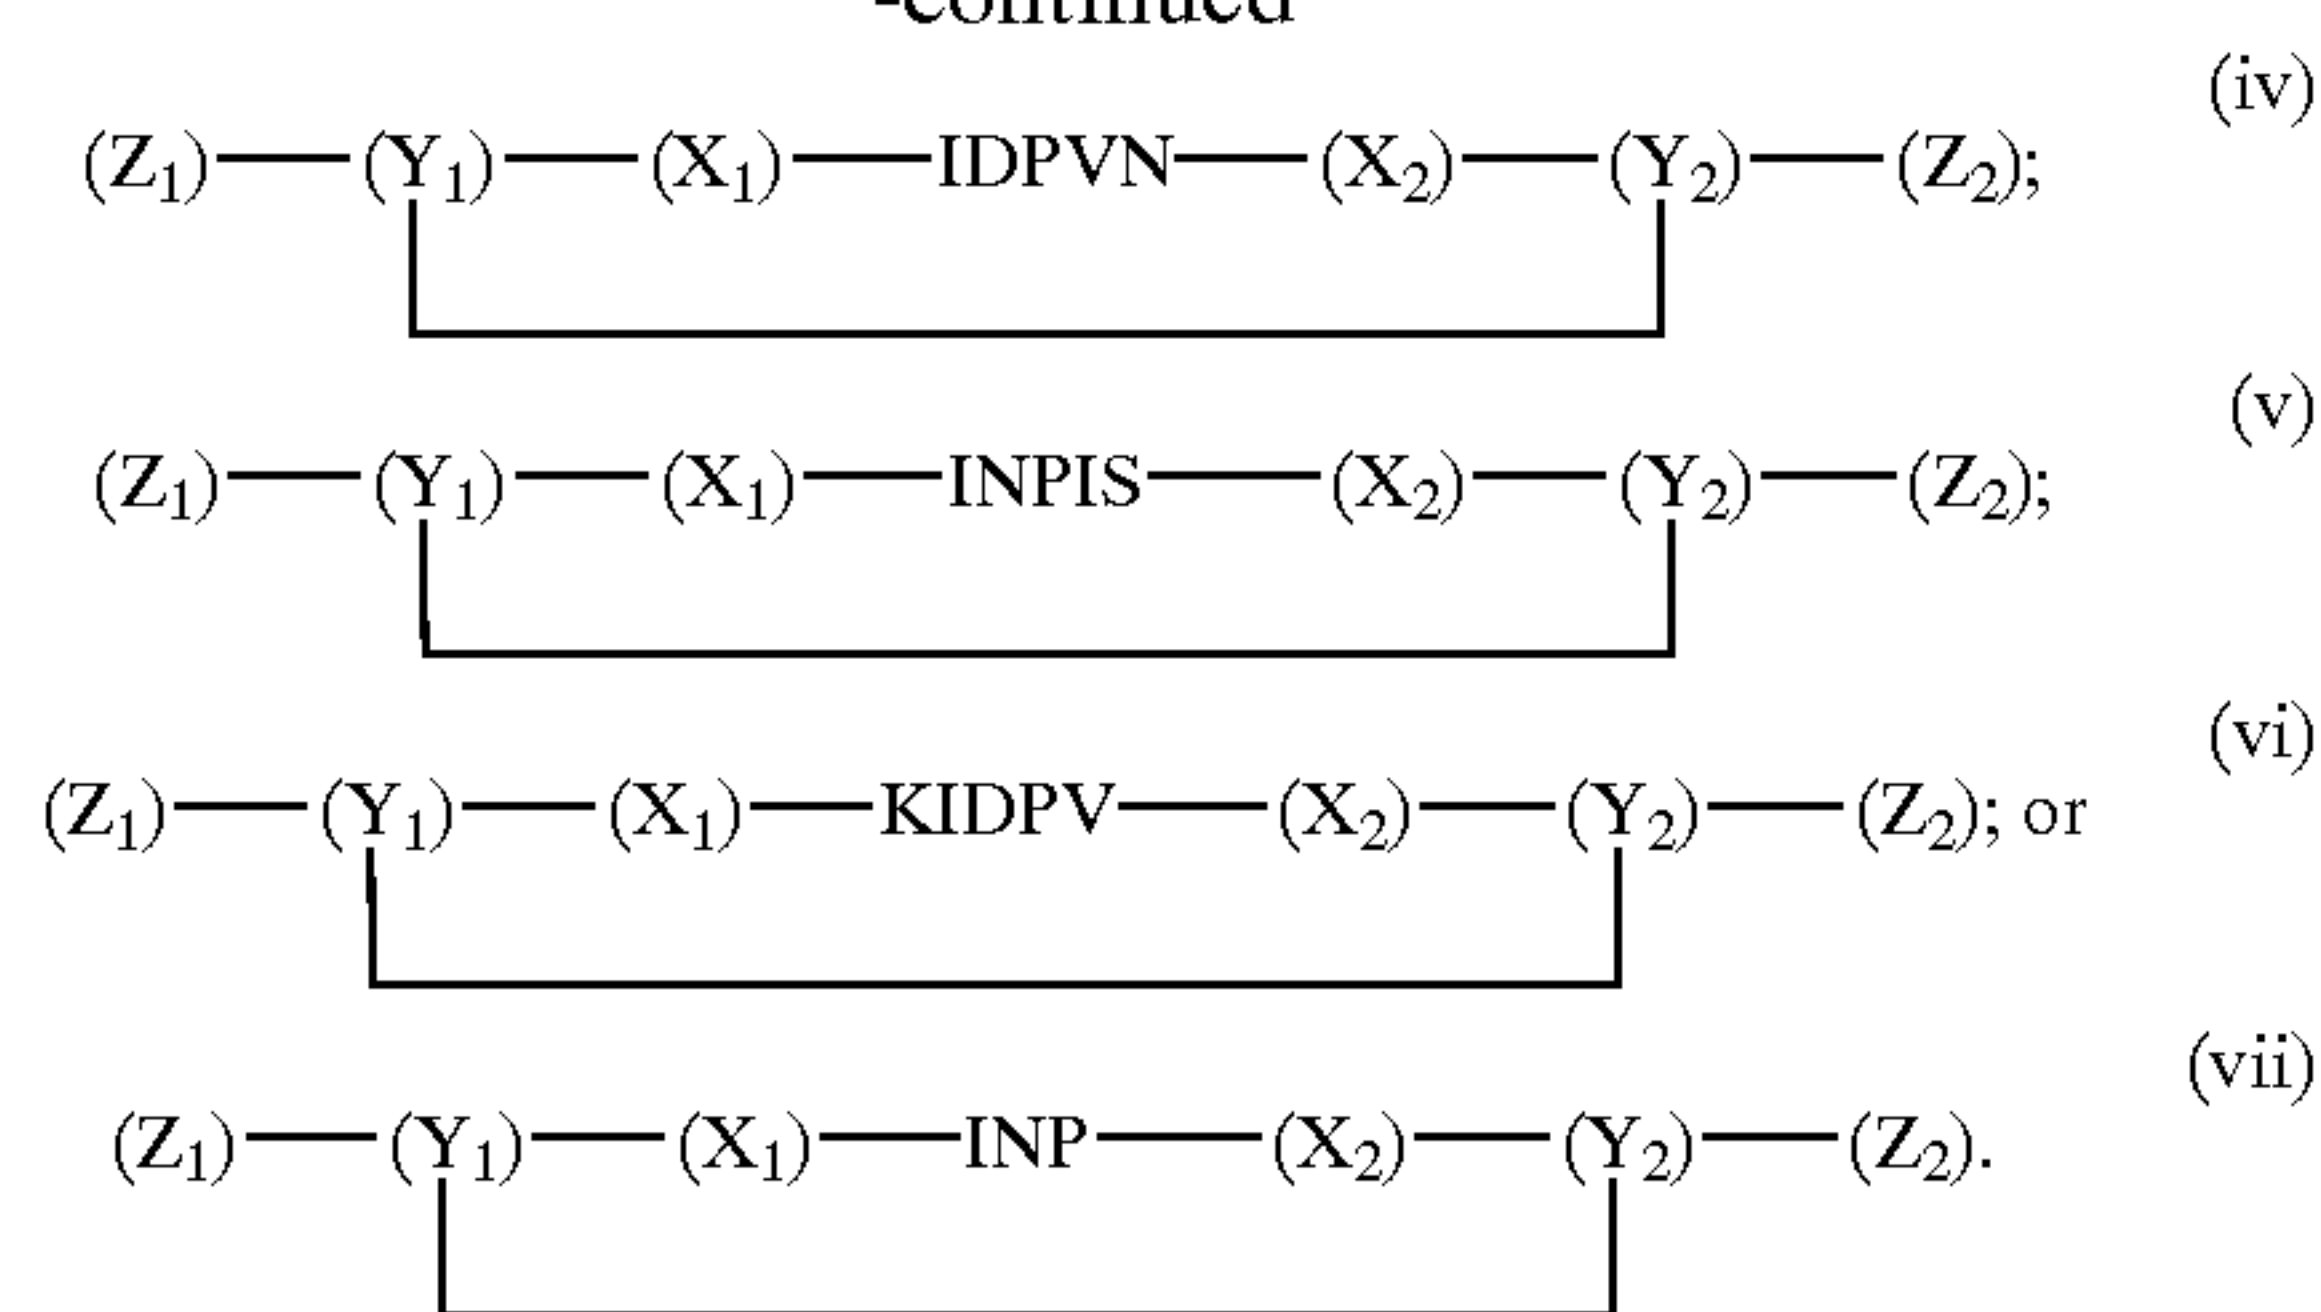 -continued
(iv)
(Z₁)—(Y₁)—(X₁)—IDPVN—(X₂)—(Y₂)—(Z₂);
(v)
(Z₁)—(Y₁)—(X₁)—INPIS—(X₂)—(Y₂)—(Z₂);
(vi)
(Z₁)—(Y₁)—(X₁)—KIDPV—(X₂)—(Y₂)—(Z₂); or
(vii)
(Z₁)—(Y₁)—(X₁)—INP—(X₂)—(Y₂)—(Z₂).